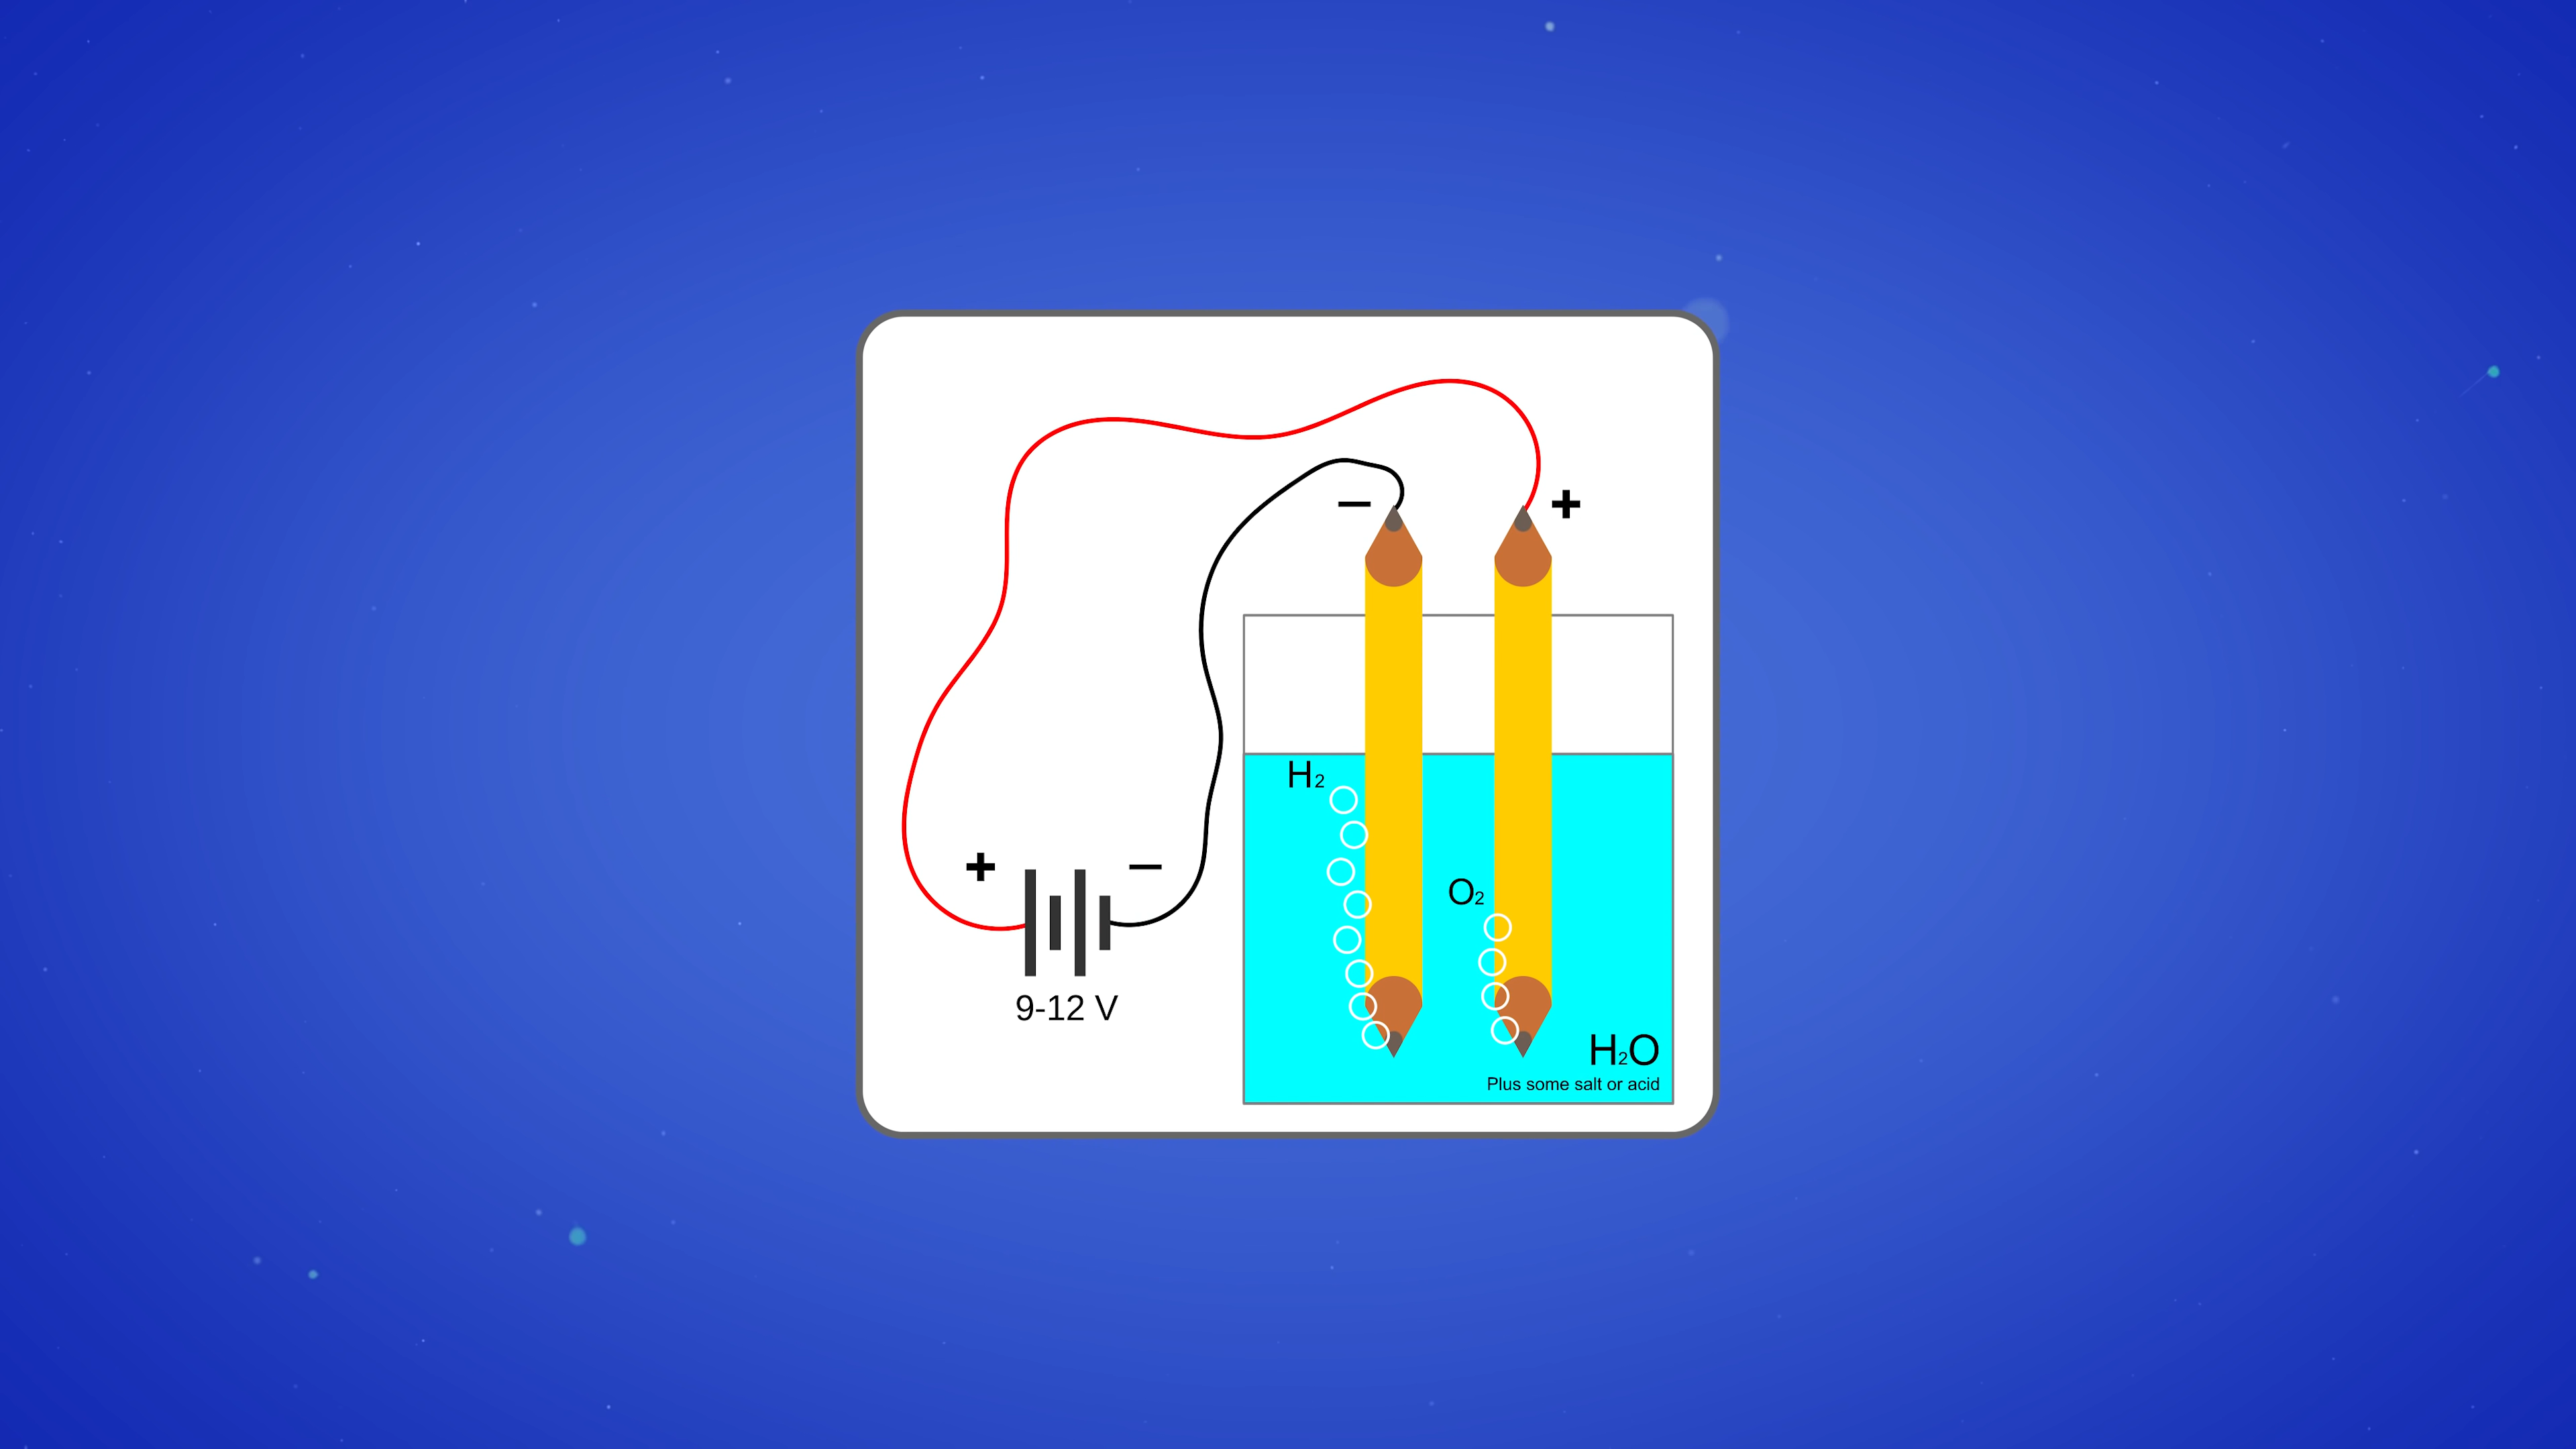 – +
H₂
+ –
O₂
9-12 V
H₂O
Plus some salt or acid